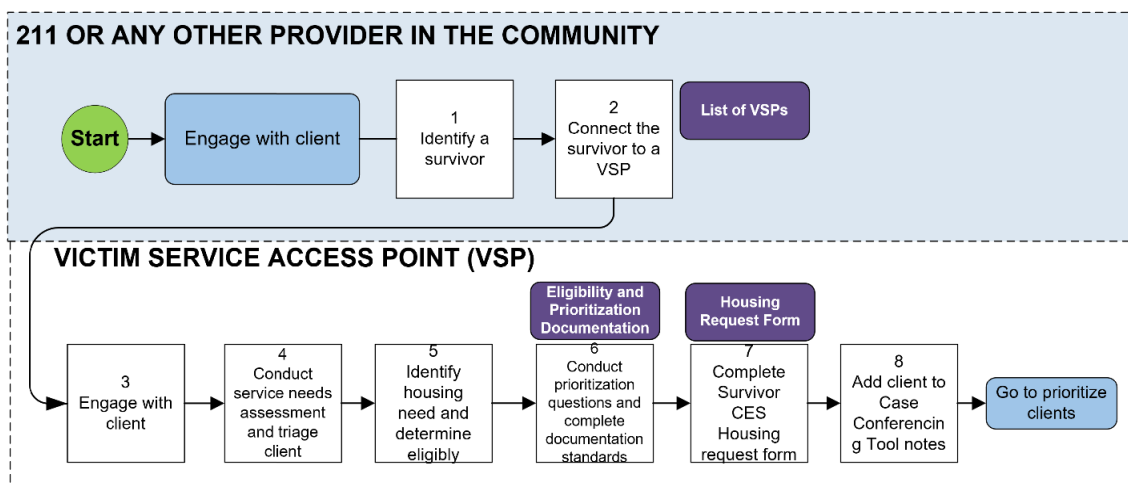 211 OR ANY OTHER PROVIDER IN THE COMMUNITY
Start
Engage with client
1
Identify a
survivor
2
Connect the
survivor to a
VSP
List of VSPs
VICTIM SERVICE ACCESS POINT (VSP)
Eligibility and
Prioritization
Documentation
Housing
Request Form
3
Engage with
client
4
Conduct
service needs
assessment
and triage
client
5
Identify
housing
need and
determine
eligibly
6
Conduct
prioritization
questions and
complete
documentation
standards
7
Complete
Survivor
CES
Housing
request form
8
Add client to
Case
Conferencin
g Tool notes
Go to prioritize
clients